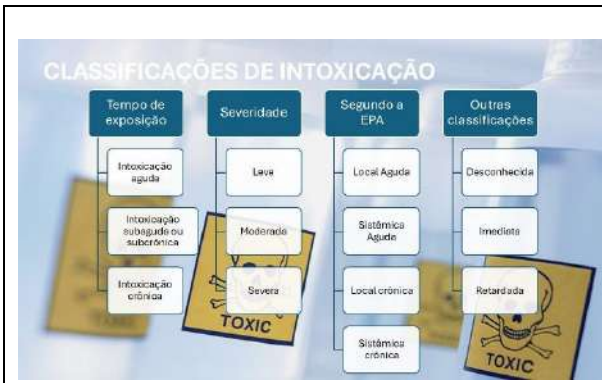 CLASSIFICAÇÕES DE INTOXICAÇÃO
Tempo de
exposição
Intoxicação
aguda
Intoxicação
subaguda ou
subcrônica
Intoxicação
crônica
Severidade
Leve
Moderada
Severa
Segundo a
EPA
Local Aguda
Sistêmica
Aguda
Local crônica
Sistêmica
crônica
Outras
classificações
Desconhecida
Imediata
Retardada
TOXIC
TOXIC